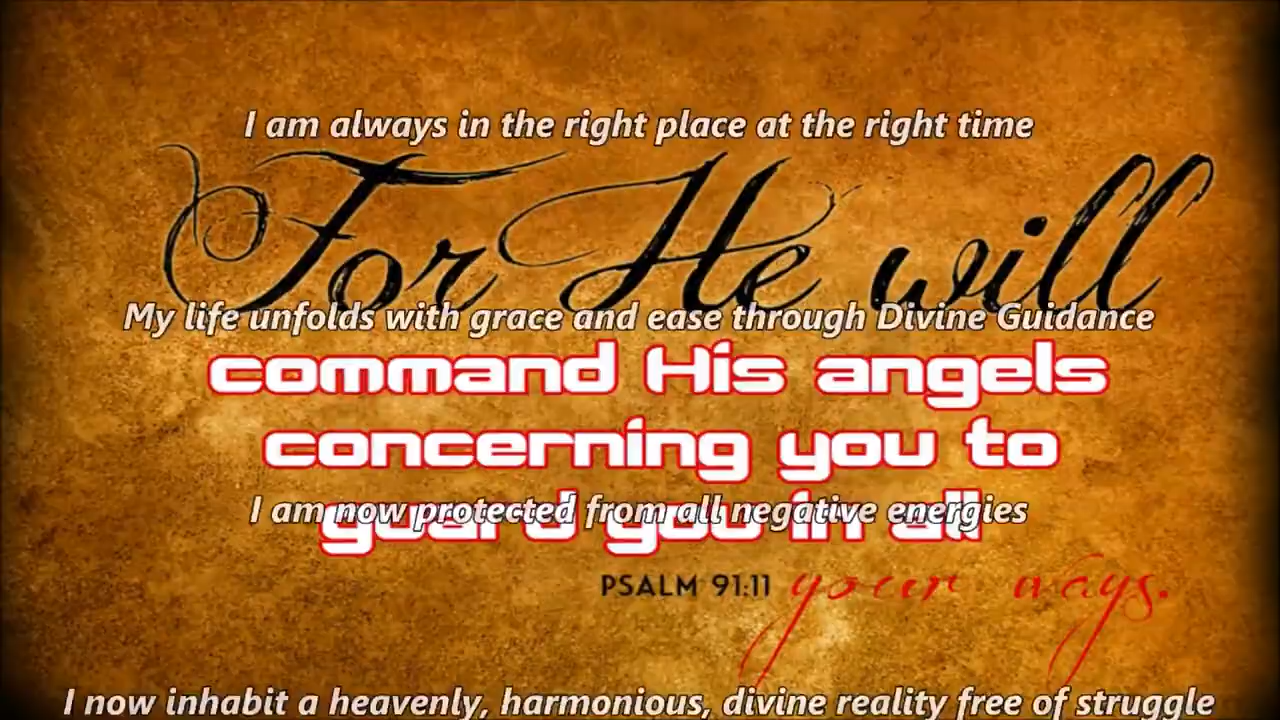 I am always in the right place at the right time
For He will
My life unfolds with grace and ease through Divine Guidance
command His angels
concerning you to
I am now protected from all negative energies
guard you in all
PSALM 91:11 your ways.
I now inhabit a heavenly, harmonious, divine reality free of struggle